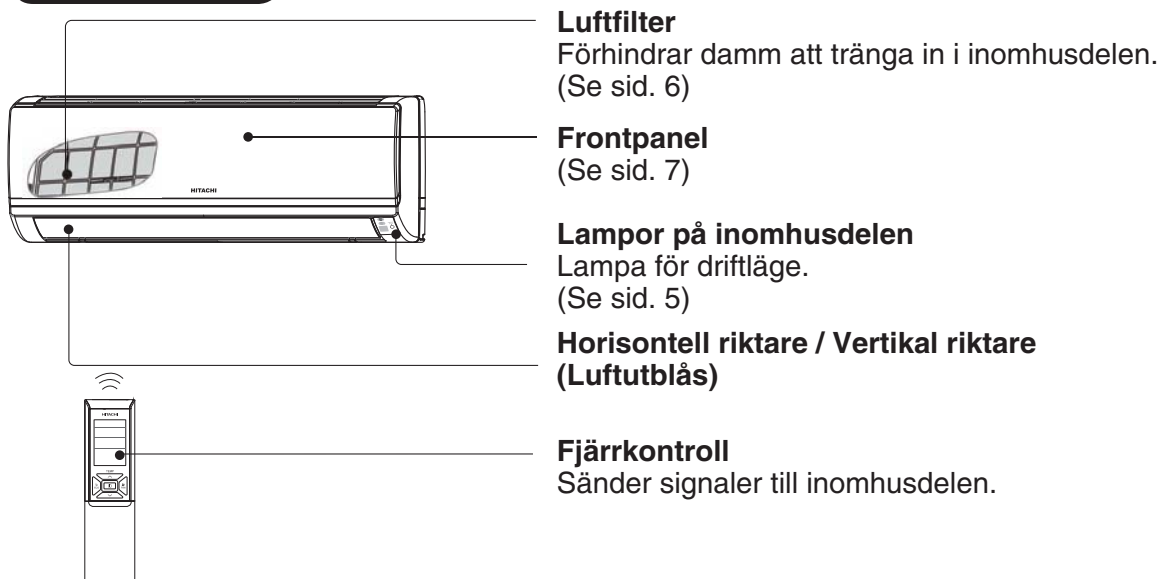 Luftfilter
Förhindrar damm att tränga in i inomhusdelen.
(Se sid. 6)
Frontpanel
(Se sid. 7)
HITACHI
Lampor på inomhusdelen
Lampa för driftläge.
(Se sid. 5)
Horisontell riktare / Vertikal riktare
(Luftutblås)
HITACHI
Fjärrkontroll
Sänder signaler till inomhusdelen.